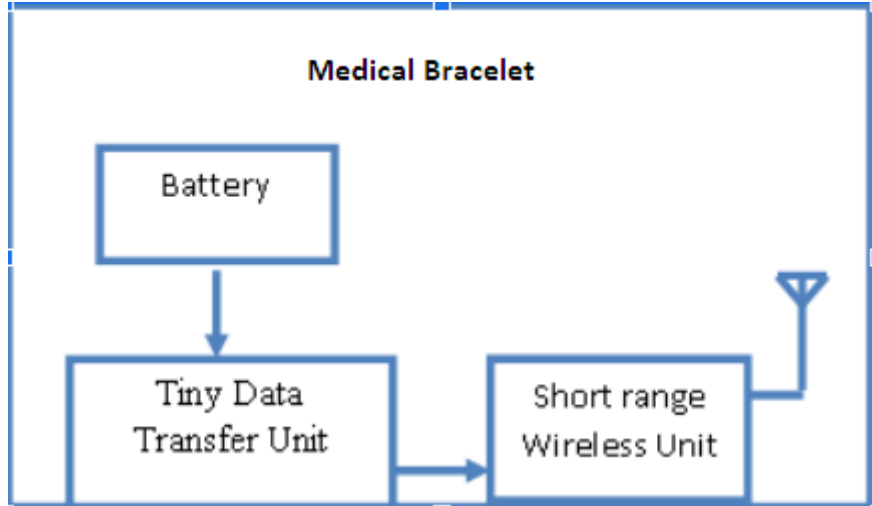 Medical Bracelet
Battery
Tiny Data
Transfer Unit
Short range
Wireless Unit